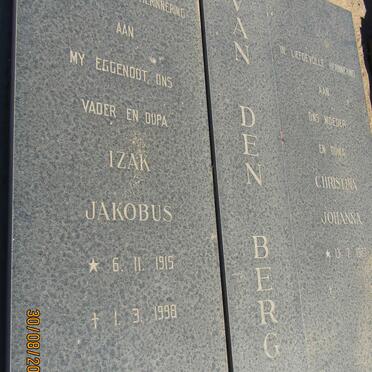 HERINNERING
AAN
MY EGGENOOT, ONS
VADER EN OUPA
IZAK
JAKOBUS
★ 6. 11. 1915
✝ 1. 3. 1998
VAN DEN BERG
IN LIEFDEVOLLE HERINNERING
AAN
ONS MOEDER
EN OUMA
CHRISTINA
JOHANNA
30/08/20